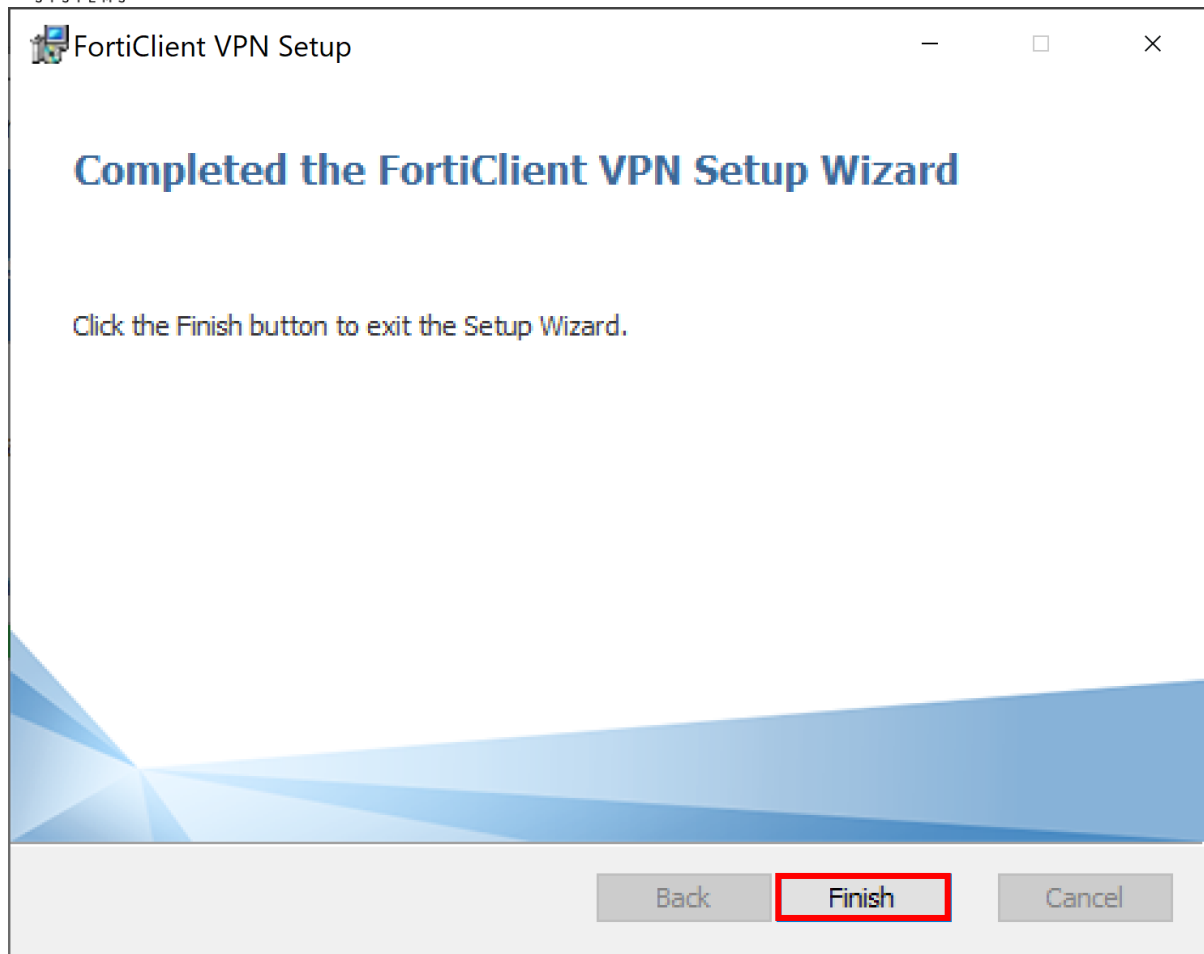 SYSTEMS
FortiClient VPN Setup
Completed the FortiClient VPN Setup Wizard
Click the Finish button to exit the Setup Wizard.
Back
Finish
Cancel